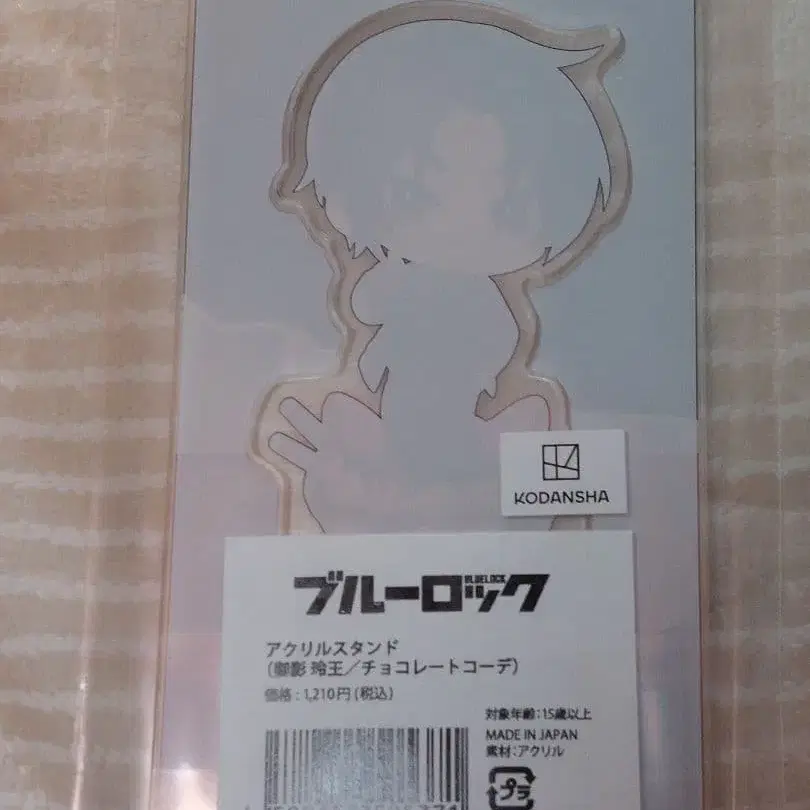 KODANSHA
ブルーロック
BLUELOCK
アクリルスタンド
(御影 玲王／チョコレートコーデ)
価格：1,210円(税込)
対象年齢：15歳以上
MADE IN JAPAN
素材：アクリル
プラ